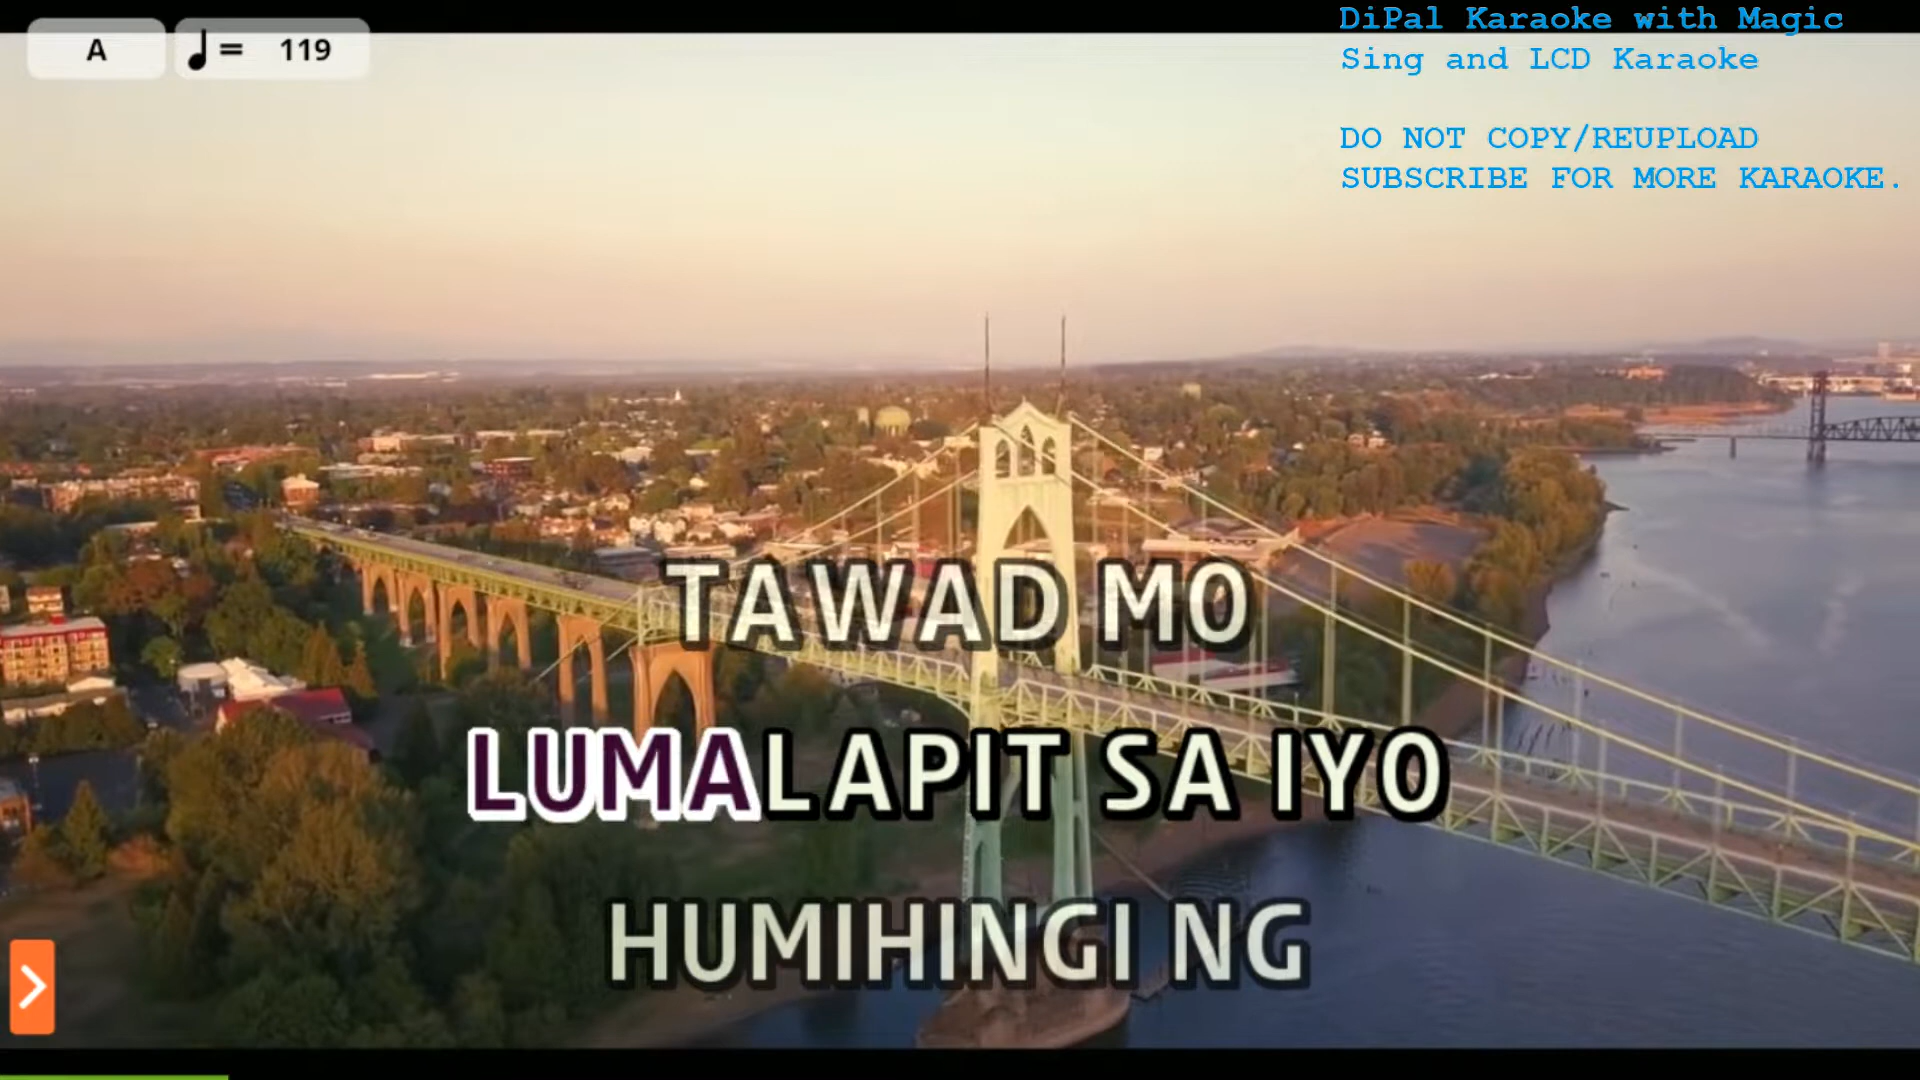 A
= 119
DiPal Karaoke with Magic
Sing and LCD Karaoke
DO NOT COPY/REUPLOAD
SUBSCRIBE FOR MORE KARAOKE.
TAWAD MO
LUMALAPIT SA IYO
HUMIHINGI NG